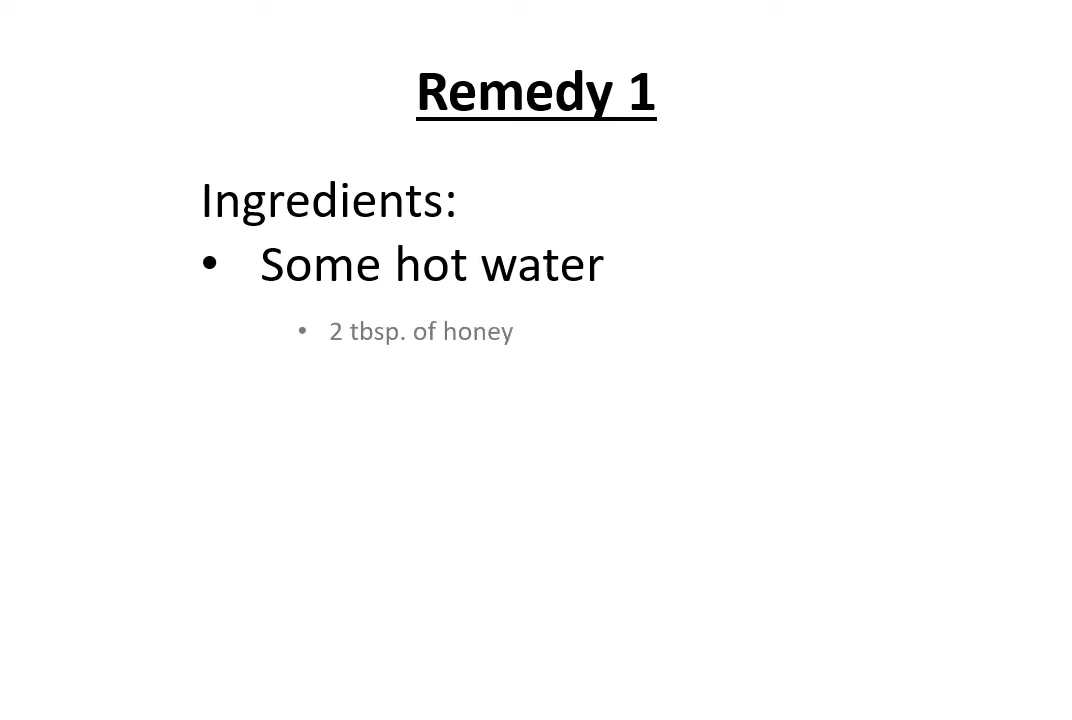 Remedy 1
Ingredients:
• Some hot water
• 2 tbsp. of honey